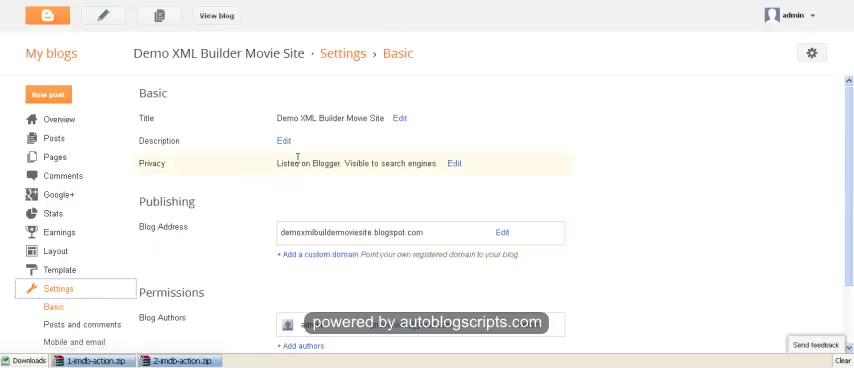 View blog
admin
My blogs
Demo XML Builder Movie Site · Settings › Basic
New post
Overview
Posts
Pages
Comments
Google+
Stats
Earnings
Layout
Template
Settings
Basic
Posts and comments
Mobile and email
Basic
Title Demo XML Builder Movie Site Edit
Description Edit
Privacy Listed on Blogger. Visible to search engines. Edit
Publishing
Blog Address demoxmlbuildermoviesite.blogspot.com Edit
+ Add a custom domain Point your own registered domain to your blog.
Permissions
Blog Authors
powered by autoblogscripts.com
+ Add authors
Send feedback
Downloads 1-imdb-action.zip 2-imdb-action.zip Clear